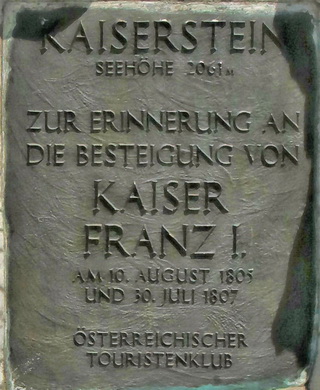 KAISERSTEIN
SEEHÖHE 2061 M
ZUR ERINNERUNG AN
DIE BESTEIGUNG VON
KAISER
FRANZ I.
AM 10. AUGUST 1805
UND 30. JULI 1807
ÖSTERREICHISCHER
TOURISTENKLUB